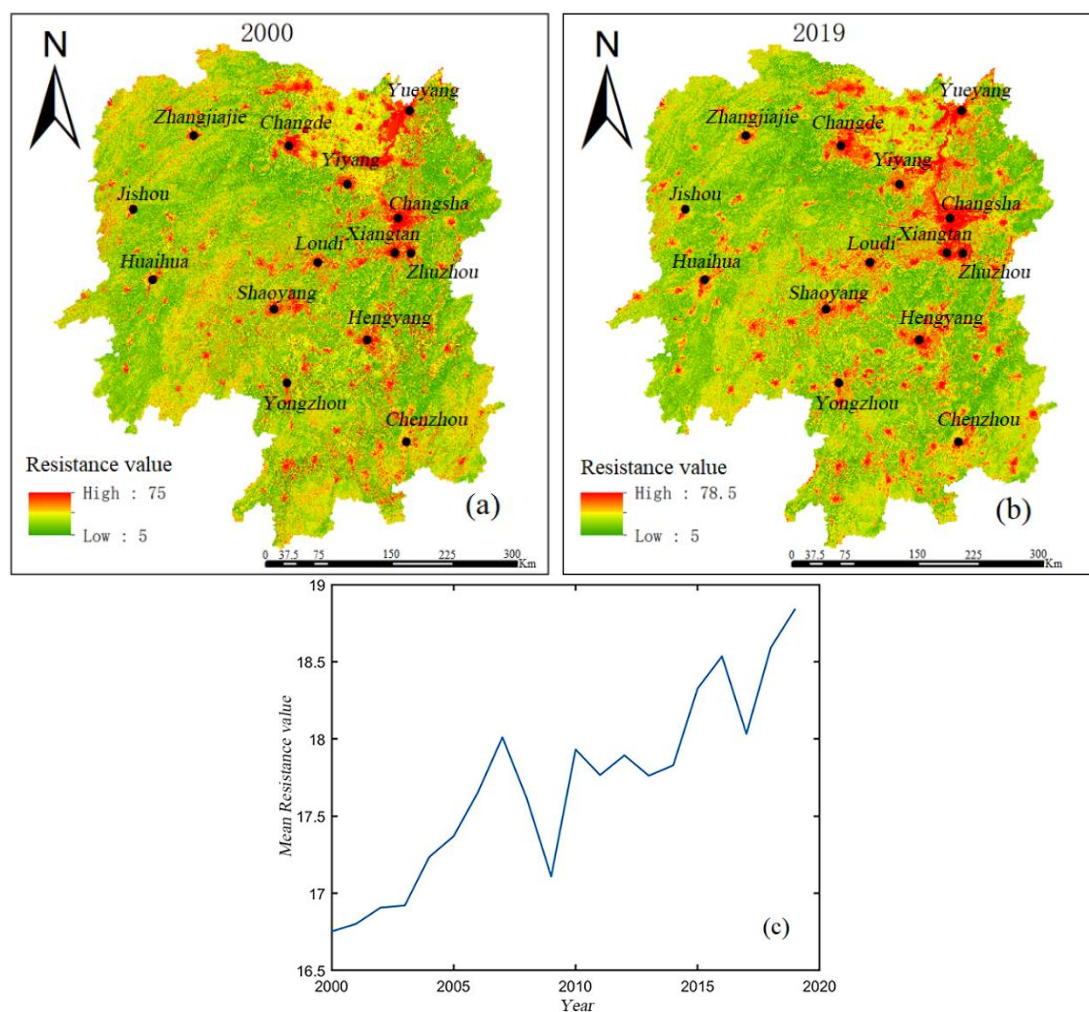 2000
N
Yueyang
Zhangjiajie
Changde
Yiyang
Jishou
Changsha
Xiangtan
Loudi
Huaihua
Zhuzhou
Shaoyang
Hengyang
Yongzhou
Chenzhou
Resistance value
High : 75
Low : 5
(a)
0 37.5 75 150 225 300
Km
2019
N
Yueyang
Zhangjiajie
Changde
Yiyang
Jishou
Changsha
Xiangtan
Loudi
Huaihua
Zhuzhou
Shaoyang
Hengyang
Yongzhou
Chenzhou
Resistance value
High : 78.5
Low : 5
(b)
0 37.5 75 150 225 300
Km
19
18.5
18
17.5
17
16.5
Mean Resistance value
(c)
2000 2005 2010 2015 2020
Year